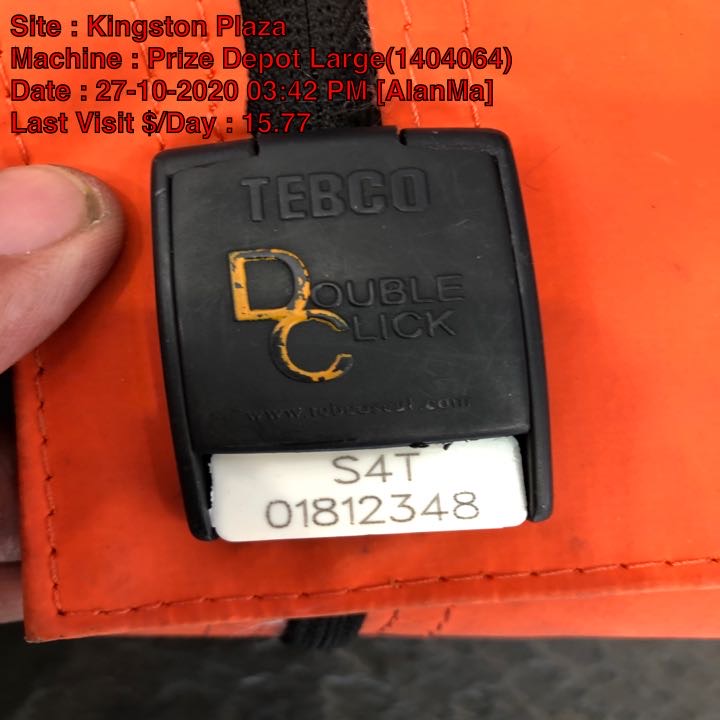 Site : Kingston Plaza
Machine : Prize Depot Large(1404064)
Date : 27-10-2020 03:42 PM [AlanMa]
Last Visit $/Day : 15.77
TEBCO
DOUBLE
CLICK
S4T
01812348